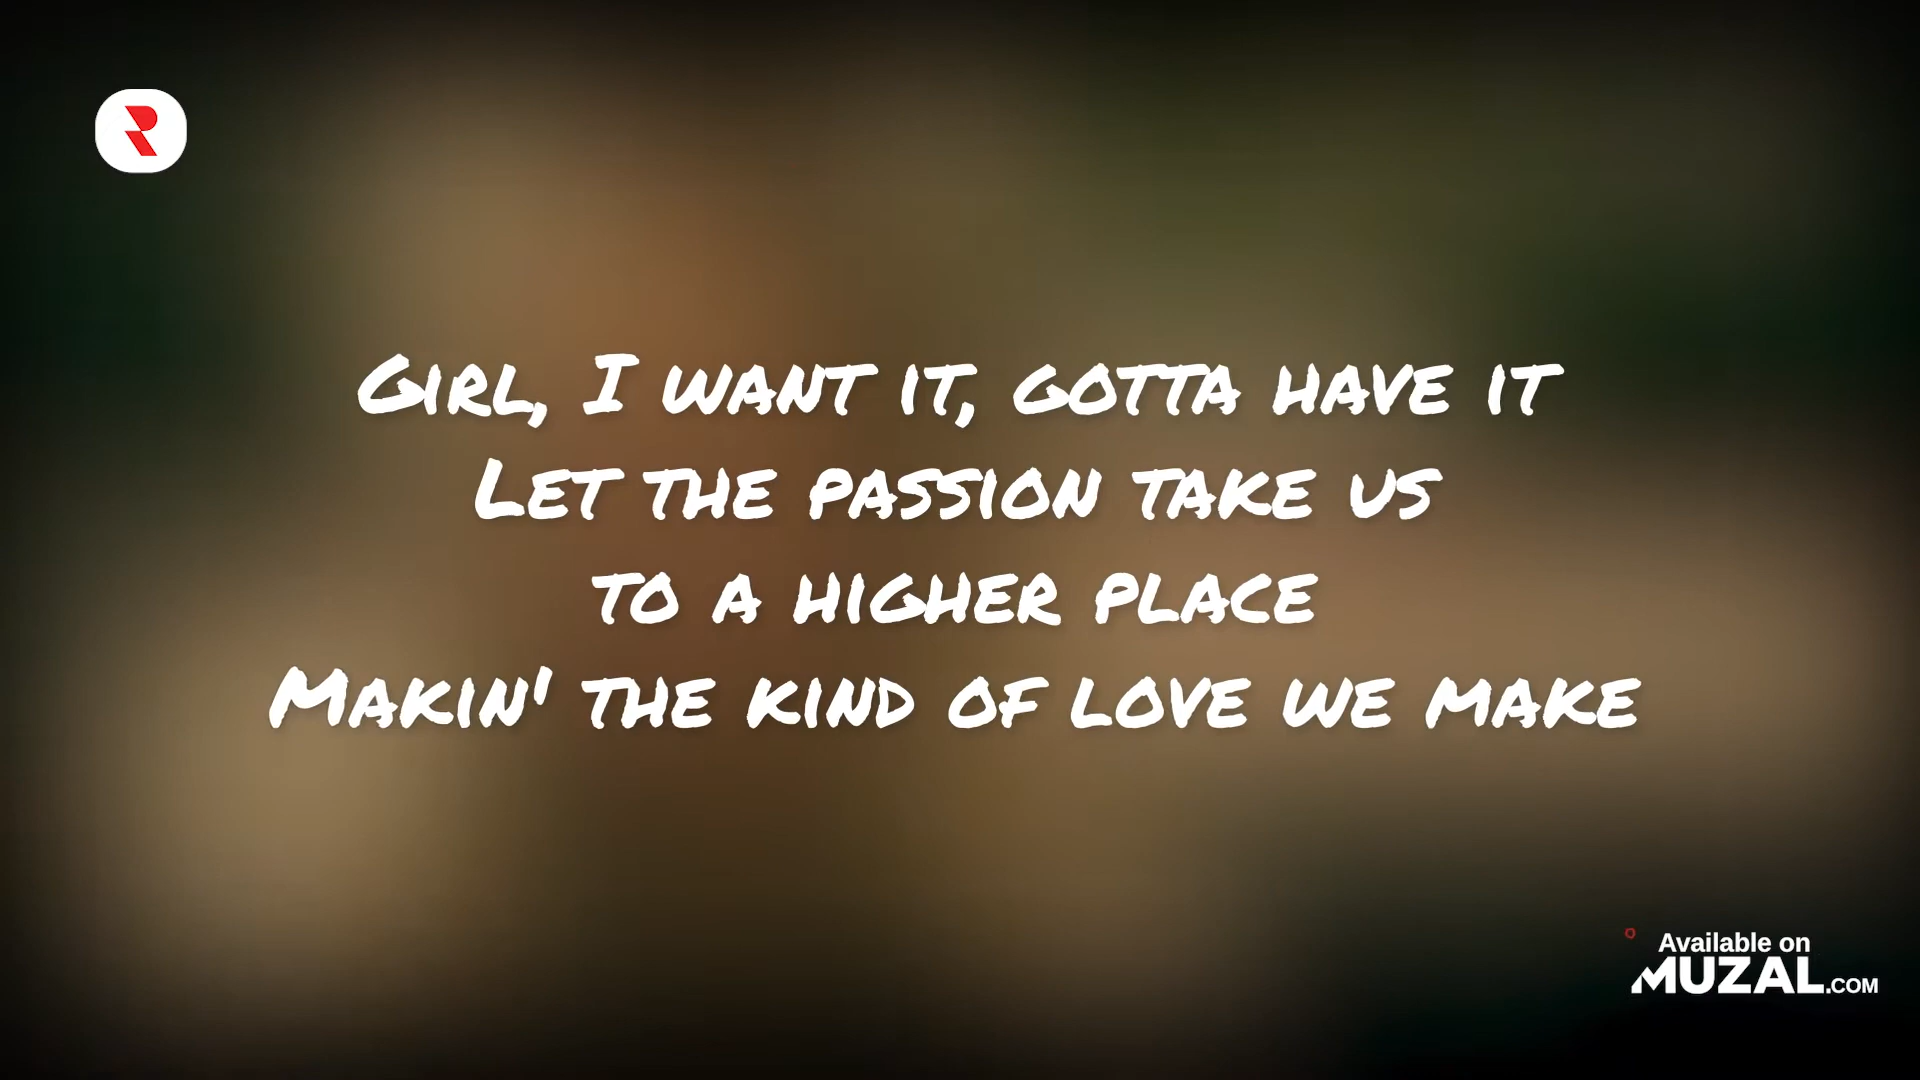 Girl, I want it, gotta have it
Let the passion take us
to a higher place
Makin' the kind of love we make
Available on
MUZAL.COM